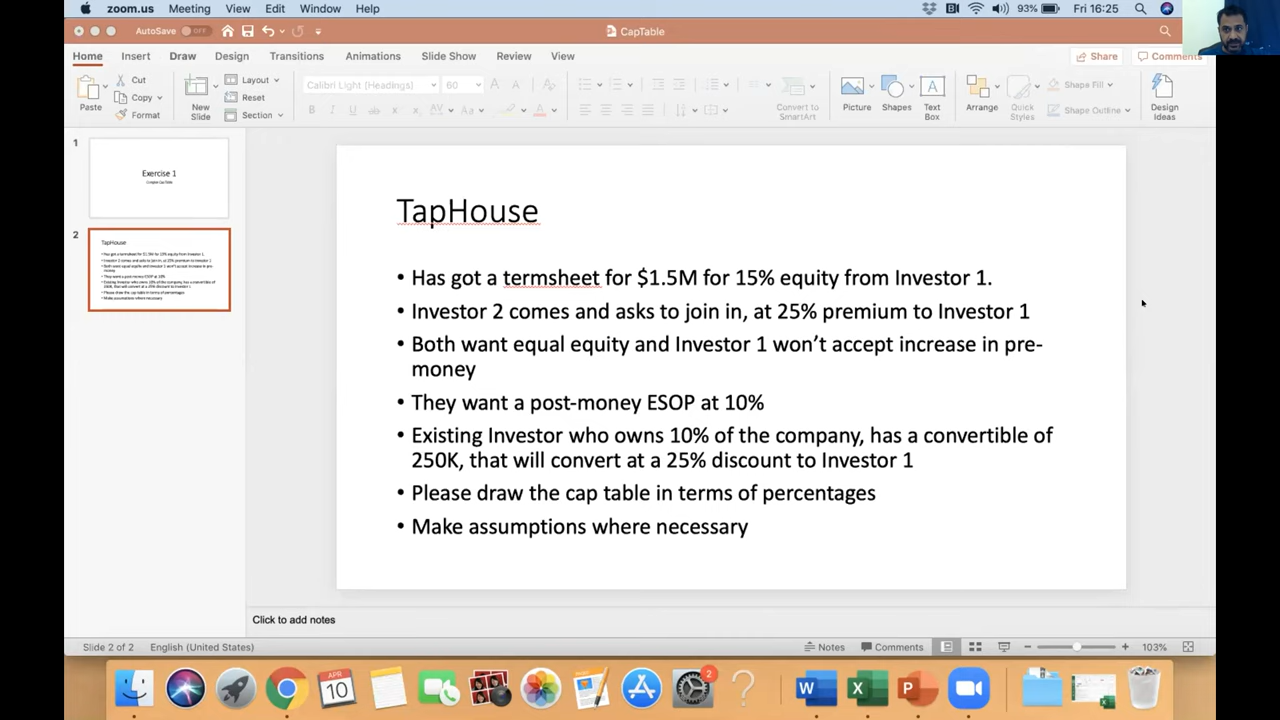 zoom.us Meeting View Edit Window Help 93% Fri 16:25
AutoSave OFF CapTable
Home Insert Draw Design Transitions Animations Slide Show Review View Share Comments
Paste Cut Copy Format New Slide Layout Reset Section Calibri Light (Headings) 60 Convert to SmartArt Picture Shapes Text Box Arrange Quick Styles Shape Fill Shape Outline Design Ideas
1
Exercise 1
2
TapHouse
• Has got a termsheet for $1.5M for 15% equity from Investor 1.
• Investor 2 comes and asks to join in, at 25% premium to Investor 1
• Both want equal equity and Investor 1 won't accept increase in pre-
money
• They want a post-money ESOP at 10%
• Existing Investor who owns 10% of the company, has a convertible of
250K, that will convert at a 25% discount to Investor 1
• Please draw the cap table in terms of percentages
• Make assumptions where necessary
Click to add notes
Slide 2 of 2 English (United States) Notes Comments 103%
APR
10
2